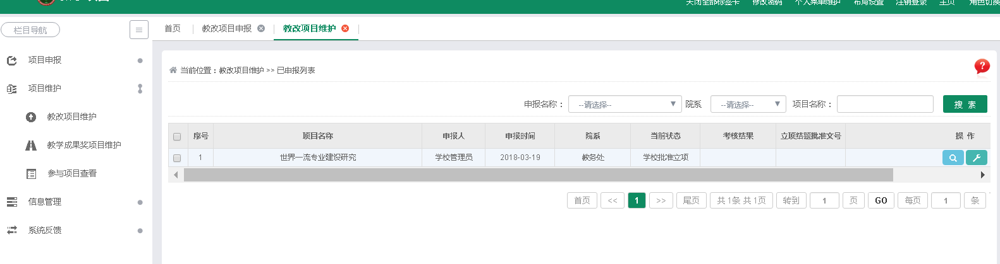 关闭全部标签卡 修改密码 个人菜单维护 布局设置 注销登录 主页 角色切换
栏目导航
首页 教改项目申报 教改项目维护
项目申报
项目维护
教改项目维护
教学成果奖项目维护
参与项目查看
信息管理
系统反馈
当前位置：教改项目维护 >> 已申报列表
?
申报名称： --请选择-- 院系 --请选择-- 项目名称： 搜 索
序号 项目名称 申报人 申报时间 院系 当前状态 考核结果 立项结题批准文号 操 作
1 世界一流专业建设研究 学校管理员 2018-03-19 教务处 学校批准立项
首页 << 1 >> 尾页 共 1条 共 1页 转到 1 页 GO 每页 1 条